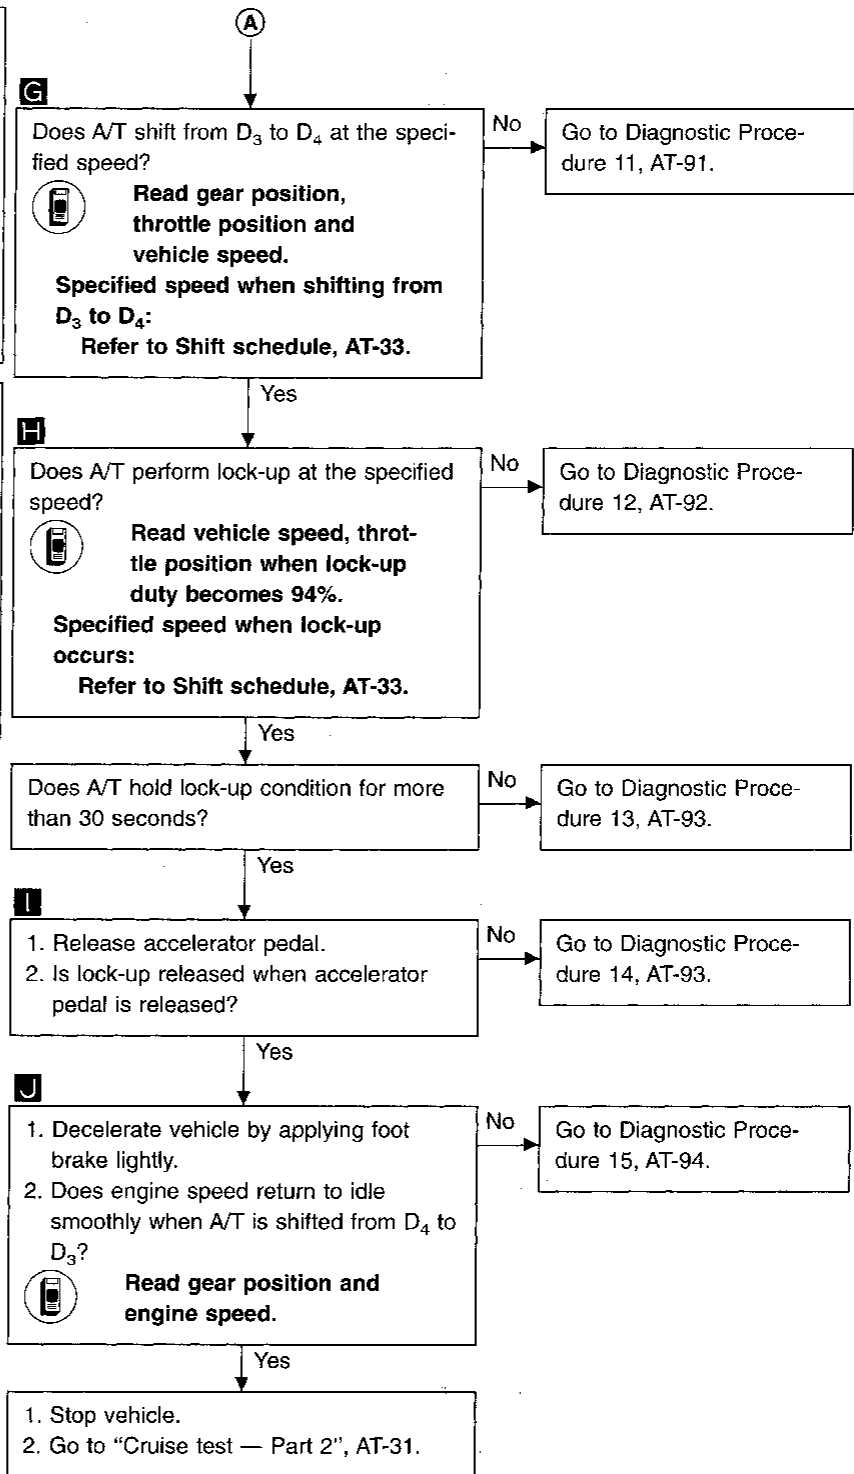 A
G
Does A/T shift from D3 to D4 at the speci-
fied speed?
Read gear position,
throttle position and
vehicle speed.
Specified speed when shifting from
D3 to D4:
Refer to Shift schedule, AT-33.
No
Go to Diagnostic Proce-
dure 11, AT-91.
Yes
H
Does A/T perform lock-up at the specified
speed?
Read vehicle speed, throt-
tle position when lock-up
duty becomes 94%.
Specified speed when lock-up
occurs:
Refer to Shift schedule, AT-33.
No
Go to Diagnostic Proce-
dure 12, AT-92.
Yes
Does A/T hold lock-up condition for more
than 30 seconds?
No
Go to Diagnostic Proce-
dure 13, AT-93.
Yes
I
1. Release accelerator pedal.
2. Is lock-up released when accelerator
pedal is released?
No
Go to Diagnostic Proce-
dure 14, AT-93.
Yes
J
1. Decelerate vehicle by applying foot
brake lightly.
2. Does engine speed return to idle
smoothly when A/T is shifted from D4 to
D3?
Read gear position and
engine speed.
No
Go to Diagnostic Proce-
dure 15, AT-94.
Yes
1. Stop vehicle.
2. Go to “Cruise test — Part 2”, AT-31.